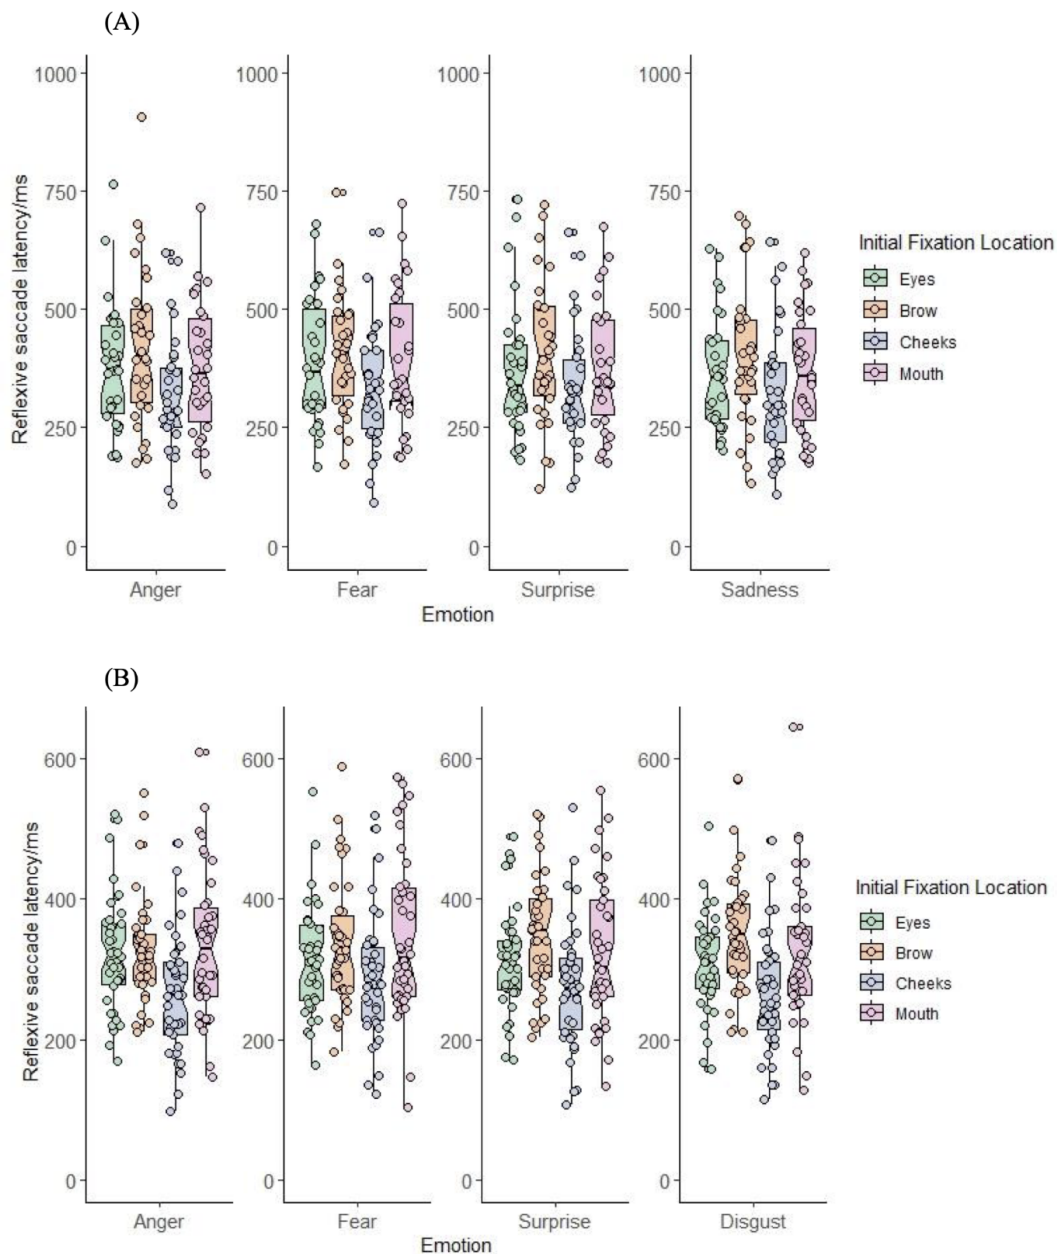 (A)
1000 1000 1000 1000
750 750 750 750
500 500 500 500
250 250 250 250
0 0 0 0
Reflexive saccade latency/ms
Anger Fear Surprise Sadness
Emotion
Initial Fixation Location
Eyes
Brow
Cheeks
Mouth
(B)
600 600 600 600
400 400 400 400
200 200 200 200
0 0 0 0
Reflexive saccade latency/ms
Anger Fear Surprise Disgust
Emotion
Initial Fixation Location
Eyes
Brow
Cheeks
Mouth